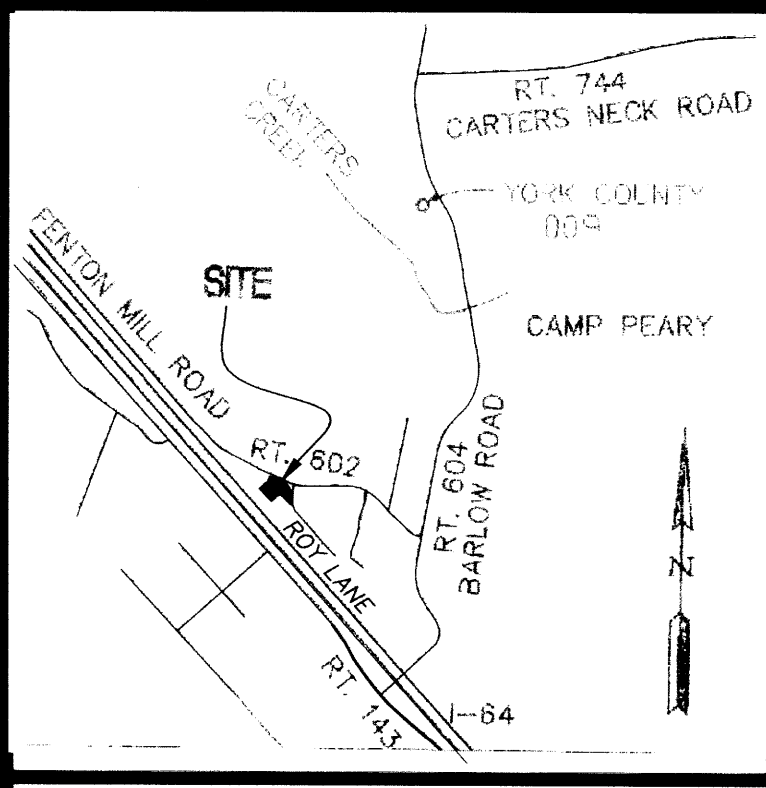 RT. 744
CARTERS NECK ROAD
CARTERS
YORK COUNTY
009
FENTON MILL ROAD
SITE
CAMP PEARY
RT. 602
RT. 604
BARLOW ROAD
ROY LANE
N
RT. 143
I-64